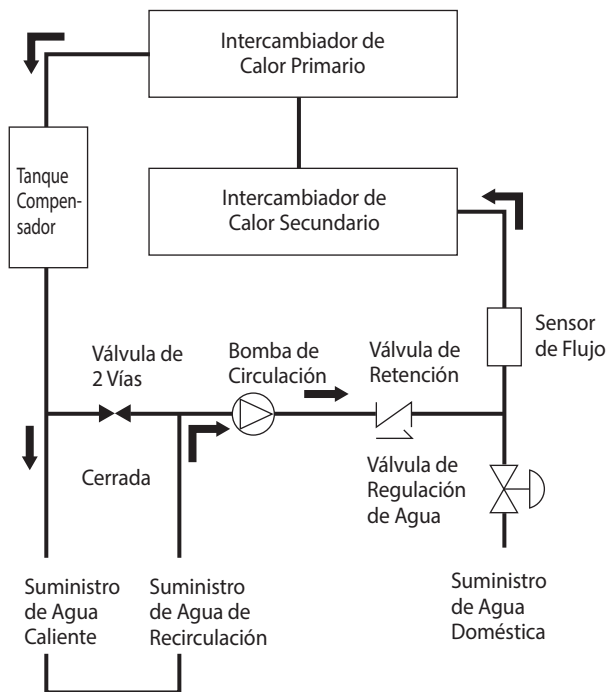 Intercambiador de
Calor Primario
Tanque
Compen-
sador
Intercambiador de
Calor Secundario
Sensor
de Flujo
Válvula de
2 Vías
Bomba de
Circulación
Válvula de
Retención
Cerrada
Válvula de
Regulación
de Agua
Suministro
de Agua
Caliente
Suministro
de Agua de
Recirculación
Suministro
de Agua
Doméstica